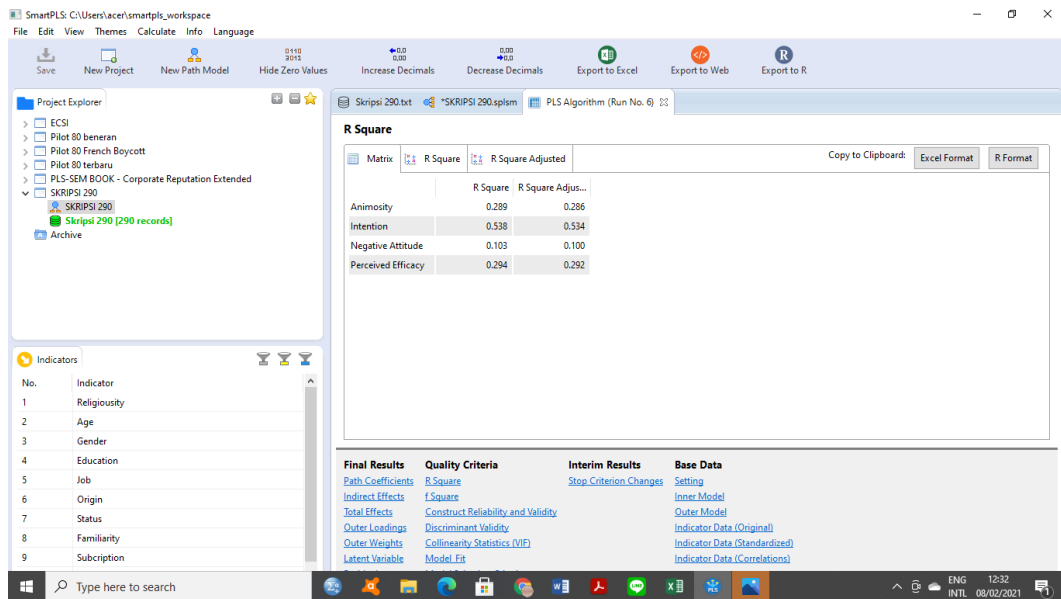 SmartPLS: C:\Users\acer\smartpls_workspace
File Edit View Themes Calculate Info Language
Save New Project New Path Model Hide Zero Values Increase Decimals Decrease Decimals Export to Excel Export to Web Export to R
Project Explorer
ECSI
Pilot 80 beneran
Pilot 80 French Boycott
Pilot 80 terbaru
PLS-SEM BOOK - Corporate Reputation Extended
SKRIPSI 290
SKRIPSI 290
Skripsi 290 [290 records]
Archive
Indicators
No. Indicator
1 Religiousity
2 Age
3 Gender
4 Education
5 Job
6 Origin
7 Status
8 Familiarity
9 Subcription
Skripsi 290.txt *SKRIPSI 290.splsm PLS Algorithm (Run No. 6)
R Square
Matrix R Square R Square Adjusted Copy to Clipboard: Excel Format R Format
R Square R Square Adjus...
Animosity 0.289 0.286
Intention 0.538 0.534
Negative Attitude 0.103 0.100
Perceived Efficacy 0.294 0.292
Final Results Quality Criteria Interim Results Base Data
Path Coefficients R Square Stop Criterion Changes Setting
Indirect Effects f Square Inner Model
Total Effects Construct Reliability and Validity Outer Model
Outer Loadings Discriminant Validity Indicator Data (Original)
Outer Weights Collinearity Statistics (VIF) Indicator Data (Standardized)
Latent Variable Model Fit Indicator Data (Correlations)
Type here to search
ENG 12:32
INTL 08/02/2021